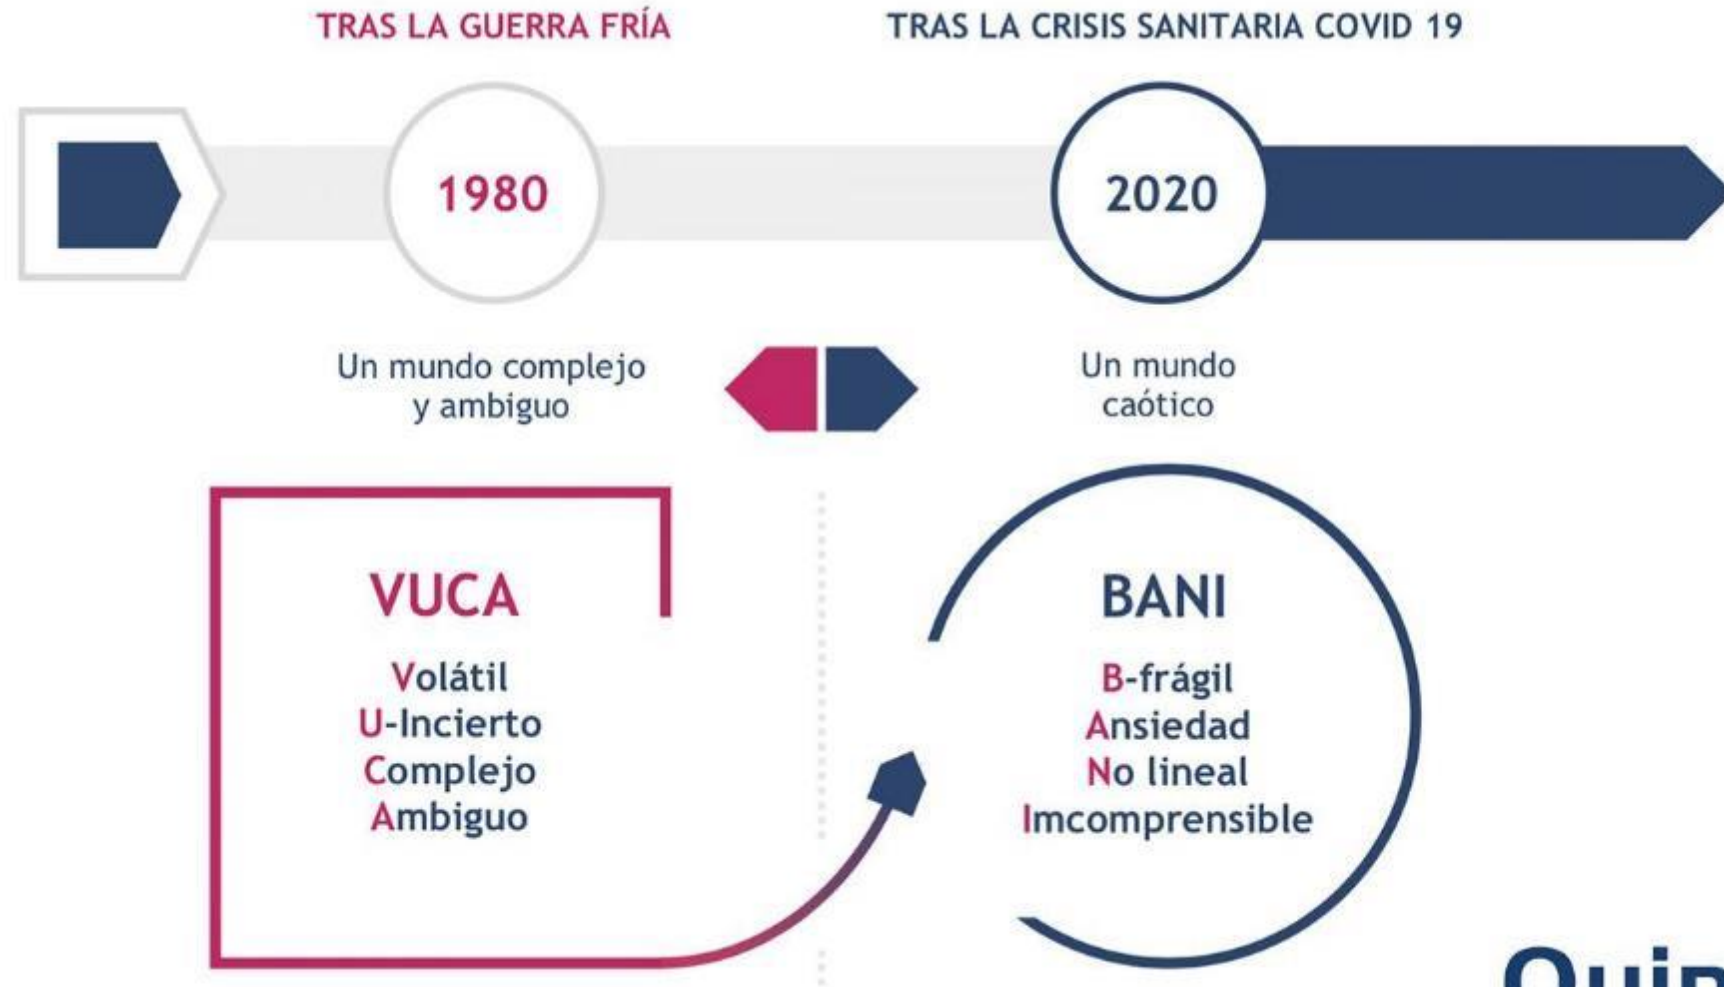 TRAS LA GUERRA FRÍA
TRAS LA CRISIS SANITARIA COVID 19
1980
2020
Un mundo complejo
y ambiguo
Un mundo
caótico
VUCA
Volátil
U-Incierto
Complejo
Ambiguo
BANI
B-frágil
Ansiedad
No lineal
Imcomprensible